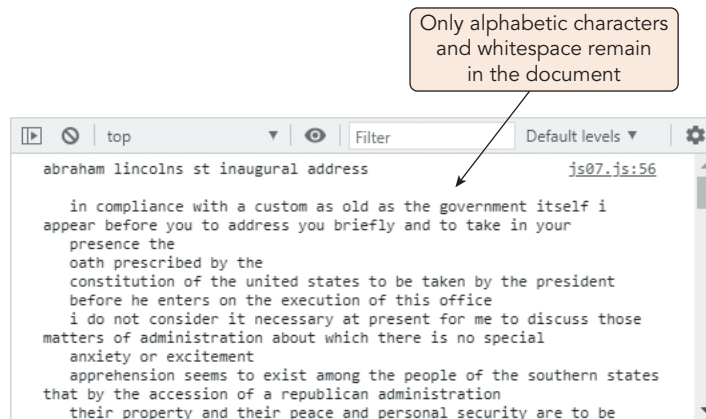 Only alphabetic characters
and whitespace remain
in the document
top ▼ Filter Default levels ▼
abraham lincolns st inaugural address js07.js:56
in compliance with a custom as old as the government itself i
appear before you to address you briefly and to take in your
presence the
oath prescribed by the
constitution of the united states to be taken by the president
before he enters on the execution of this office
i do not consider it necessary at present for me to discuss those
matters of administration about which there is no special
anxiety or excitement
apprehension seems to exist among the people of the southern states
that by the accession of a republican administration
their property and their peace and personal security are to be